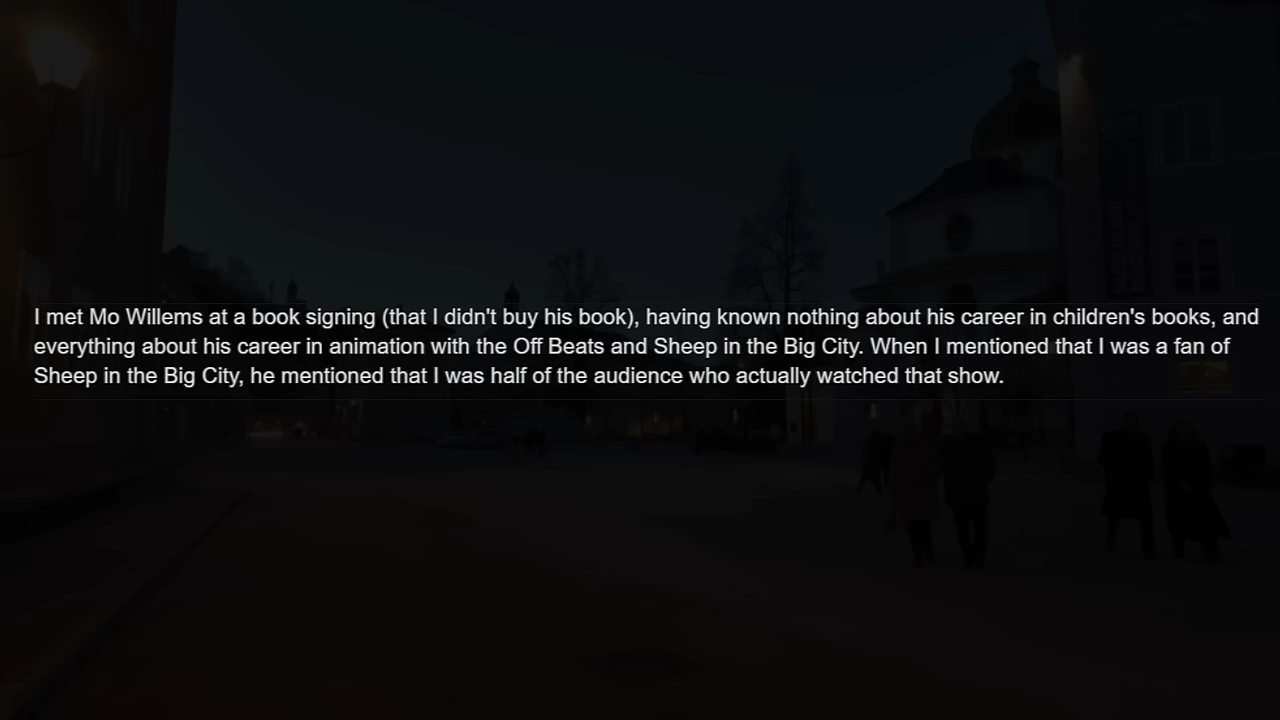 I met Mo Willems at a book signing (that I didn't buy his book), having known nothing about his career in children's books, and
everything about his career in animation with the Off Beats and Sheep in the Big City. When I mentioned that I was a fan of
Sheep in the Big City, he mentioned that I was half of the audience who actually watched that show.